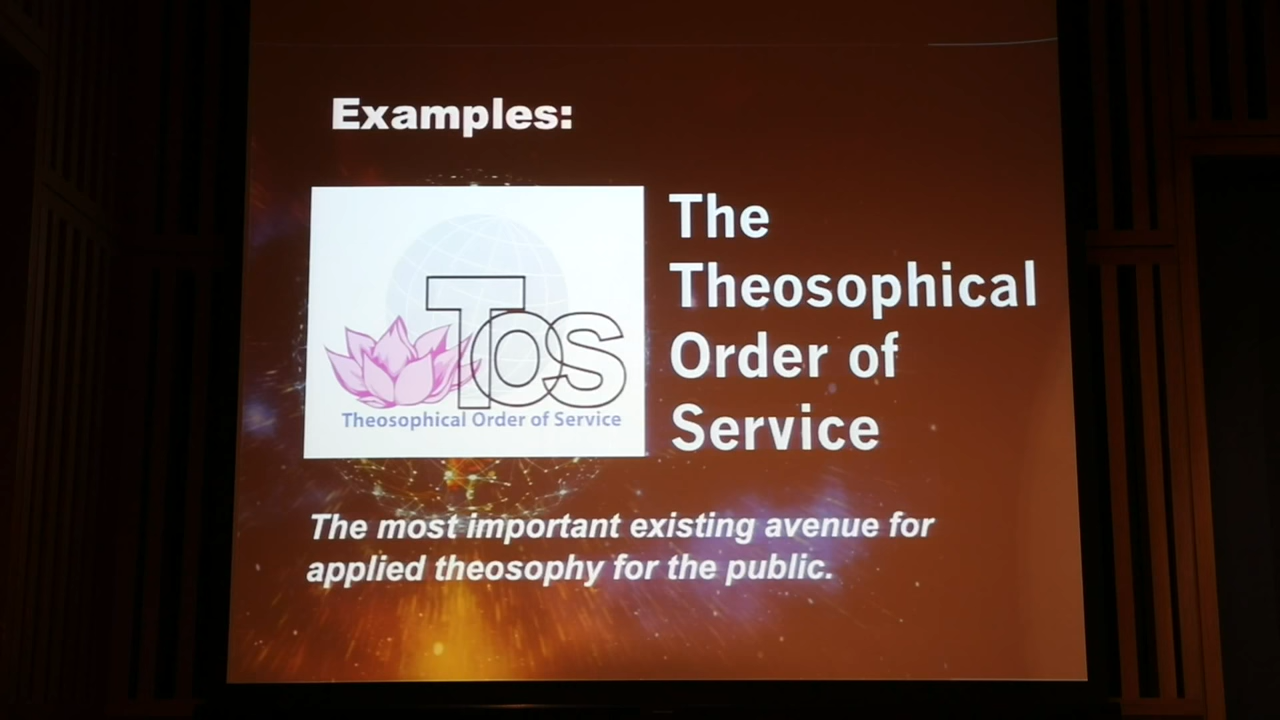 Examples:
TOS
Theosophical Order of Service
The
Theosophical
Order of
Service
The most important existing avenue for
applied theosophy for the public.